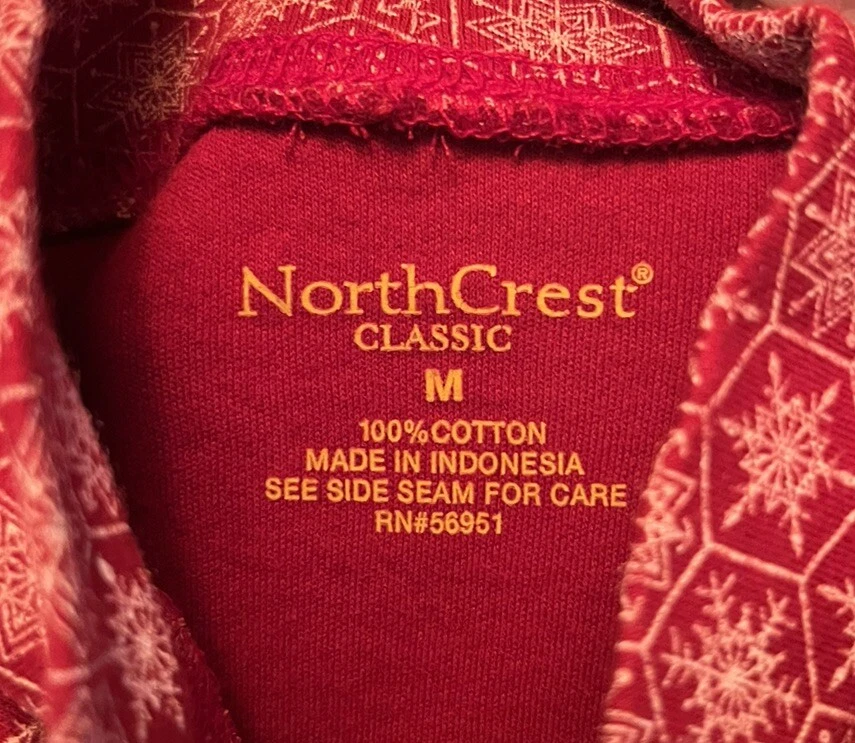 NorthCrest®
CLASSIC
M
100% COTTON
MADE IN INDONESIA
SEE SIDE SEAM FOR CARE
RN#56951